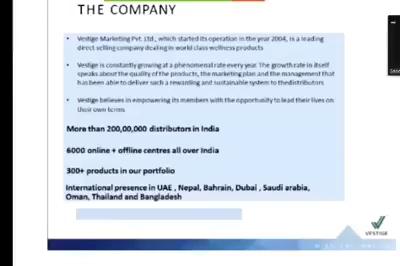 THE COMPANY
Vestige Marketing Pvt. Ltd., which started its operation in the year 2004, is a leading
direct selling company dealing in world class wellness products
Vestige is constantly growing at a phenomenal rate every year. The growth rate in itself
speaks about the quality of the products, the marketing plan and the management that
has been able to deliver such a rewarding and sustainable system to thedistributors
Vestige believes in empowering its members with the opportunity to lead their lives on
their own terms
More than 200,00,000 distributors in India
6000 online + offline centres all over India
300+ products in our portfolio
International presence in UAE , Nepal, Bahrain, Dubai , Saudi arabia,
Oman, Thailand and Bangladesh
VESTIGE